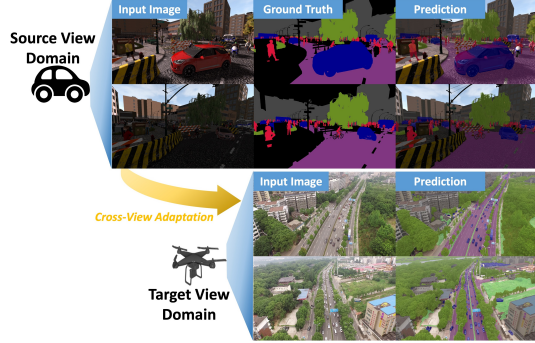 Input Image
Ground Truth
Prediction
Source View
Domain
Cross-View Adaptation
Input Image
Prediction
Target View
Domain